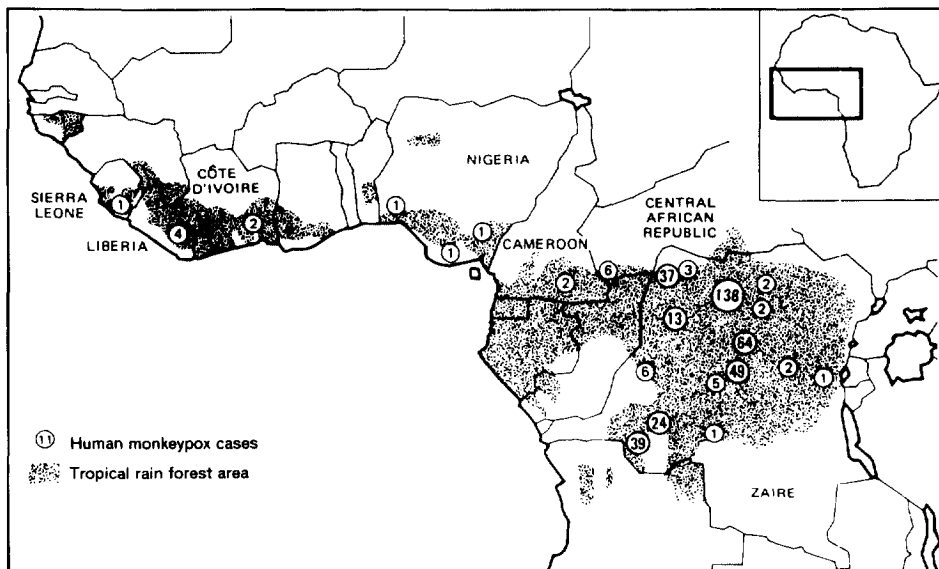 NIGERIA
CÔTE
D'IVOIRE
SIERRA
LEONE
1
LIBERIA
4
2
1
1
1
CENTRAL
AFRICAN
REPUBLIC
CAMEROON
6
2
37
3
138
2
2
13
64
6
5
49
2
1
24
39
1
ZAIRE
11 Human monkeypox cases
Tropical rain forest area